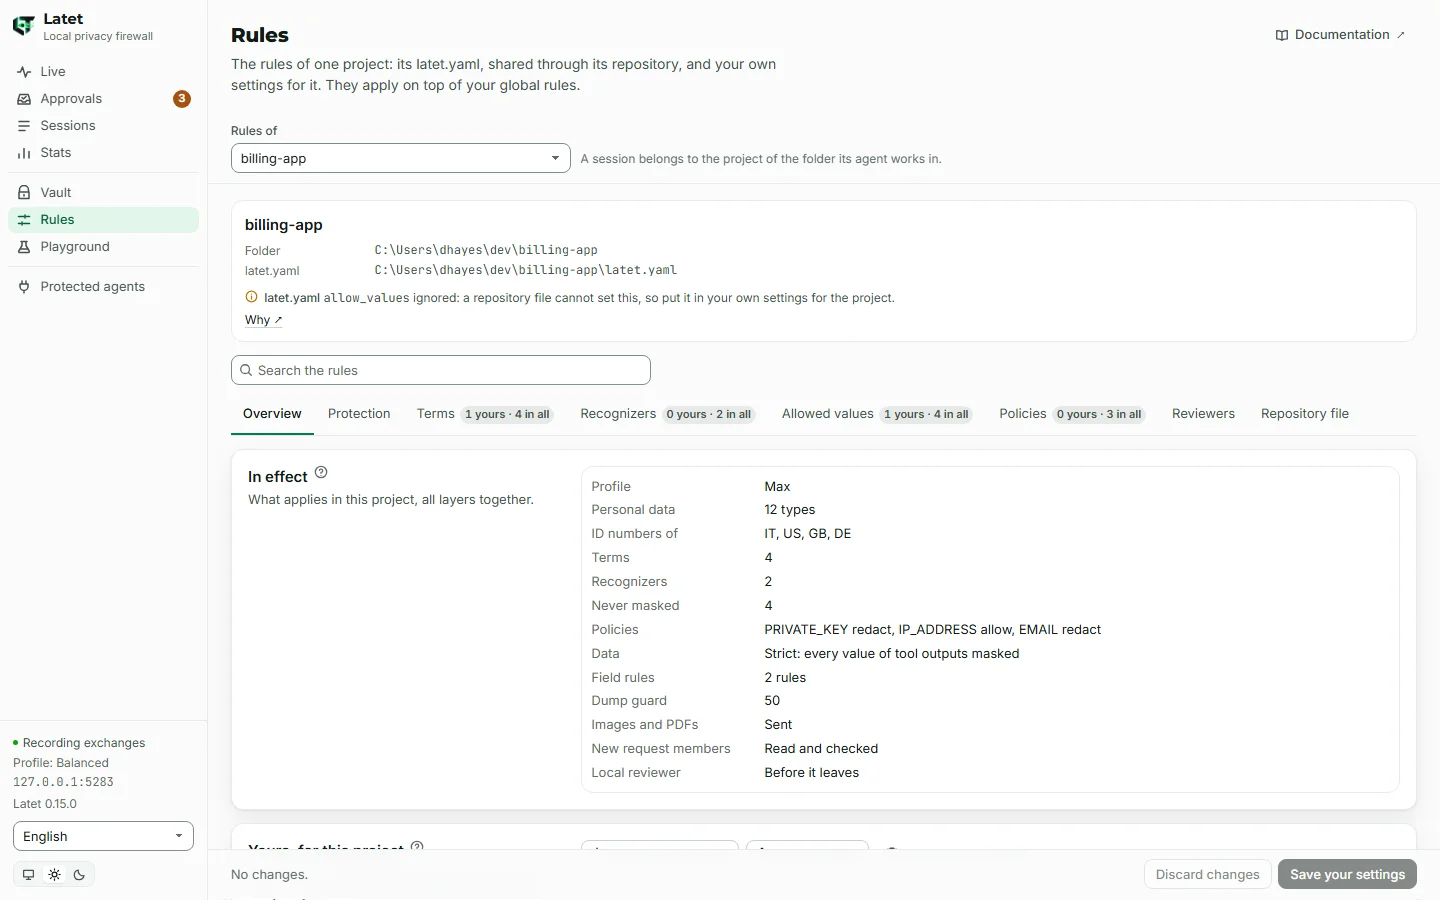 Latet
Local privacy firewall
Live
Approvals 3
Sessions
Stats
Vault
Rules
Playground
Protected agents
Recording exchanges
Profile: Balanced
127.0.0.1:5283
Latet 0.15.0
English
Rules
Documentation ↗
The rules of one project: its latet.yaml, shared through its repository, and your own
settings for it. They apply on top of your global rules.
Rules of
billing-app
A session belongs to the project of the folder its agent works in.
billing-app
Folder C:\Users\dhayes\dev\billing-app
latet.yaml C:\Users\dhayes\dev\billing-app\latet.yaml
latet.yaml allow_values ignored: a repository file cannot set this, so put it in your own settings for the project.
Why ↗
Search the rules
Overview Protection Terms 1 yours · 4 in all Recognizers 0 yours · 2 in all Allowed values 1 yours · 4 in all Policies 0 yours · 3 in all Reviewers Repository file
In effect
What applies in this project, all layers together.
Profile Max
Personal data 12 types
ID numbers of IT, US, GB, DE
Terms 4
Recognizers 2
Never masked 4
Policies PRIVATE_KEY redact, IP_ADDRESS allow, EMAIL redact
Data Strict: every value of tool outputs masked
Field rules 2 rules
Dump guard 50
Images and PDFs Sent
New request members Read and checked
Local reviewer Before it leaves
Yours, for this project
No changes.
Discard changes
Save your settings